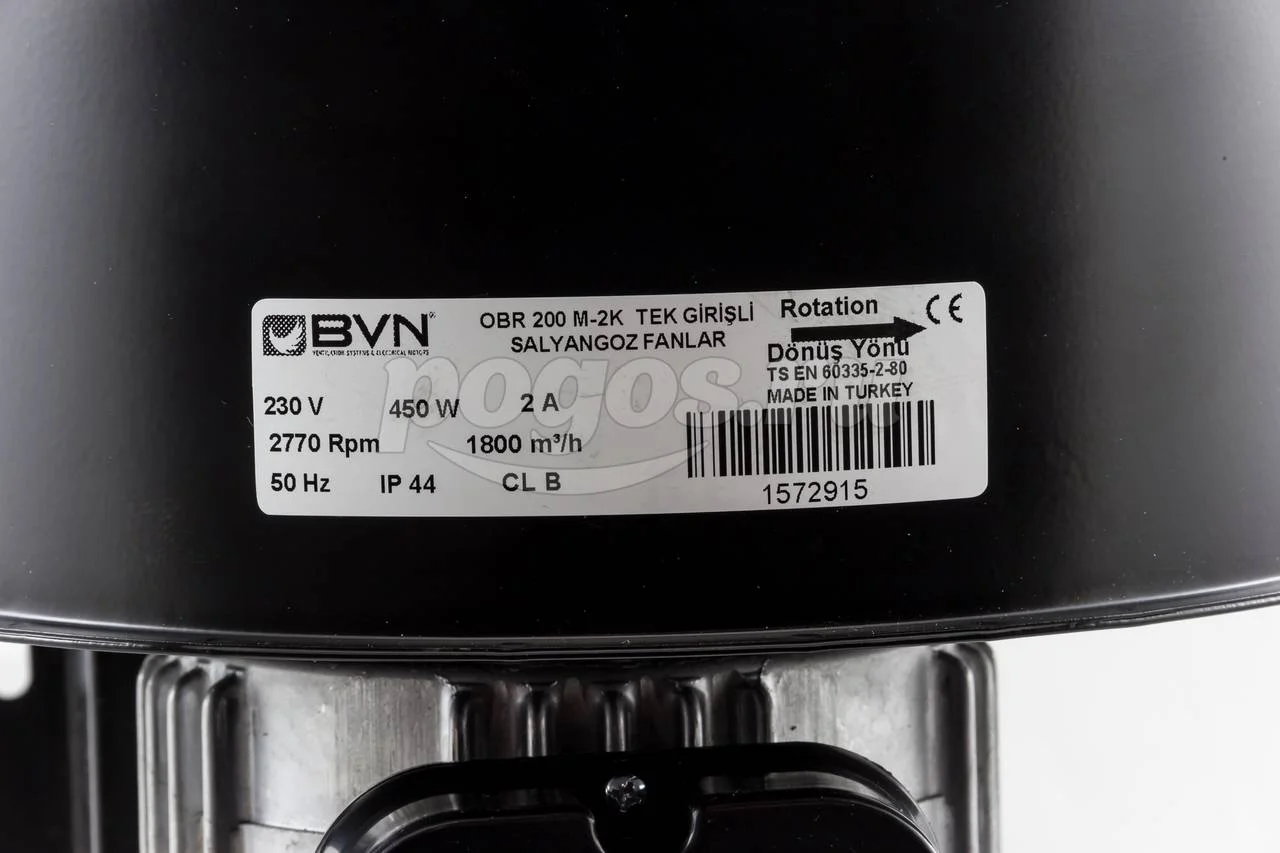 BVN®
VENTILATION SYSTEMS & ELECTRICAL MOTORS
OBR 200 M-2K TEK GİRİŞLİ
SALYANGOZ FANLAR
Rotation
CE
Dönüş Yönü
TS EN 60335-2-80
MADE IN TURKEY
230 V 450 W 2 A
2770 Rpm 1800 m³/h
50 Hz IP 44 CL B
1572915
pogos.ru